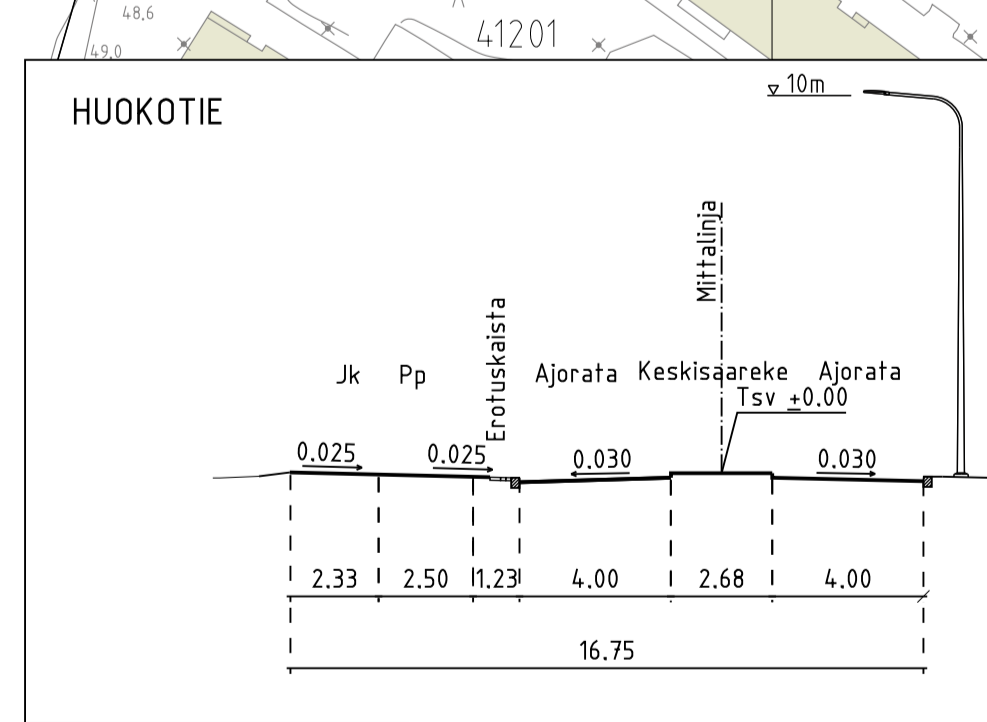 48.6
41201
49.0
10m
HUOKOTIE
Mittalinja
Erotuskaista
Jk Pp Ajorata Keskisaareke Ajorata
Tsv ±0.00
0.025 0.025 0.030 0.030
2.33 2.50 1.23 4.00 2.68 4.00
16.75